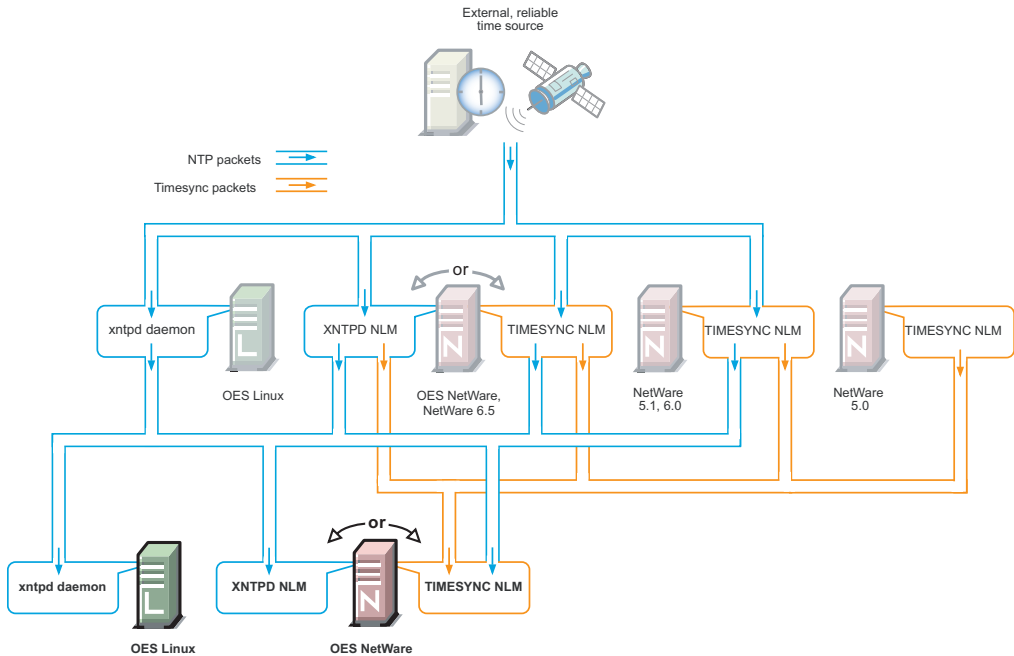 External, reliable
time source
NTP packets
Timesync packets
or
xntpd daemon
XNTPD NLM
TIMESYNC NLM
TIMESYNC NLM
TIMESYNC NLM
L
N
N
N
OES Linux
OES NetWare,
NetWare 6.5
NetWare
5.1, 6.0
NetWare
5.0
or
xntpd daemon
XNTPD NLM
TIMESYNC NLM
L
N
OES Linux
OES NetWare